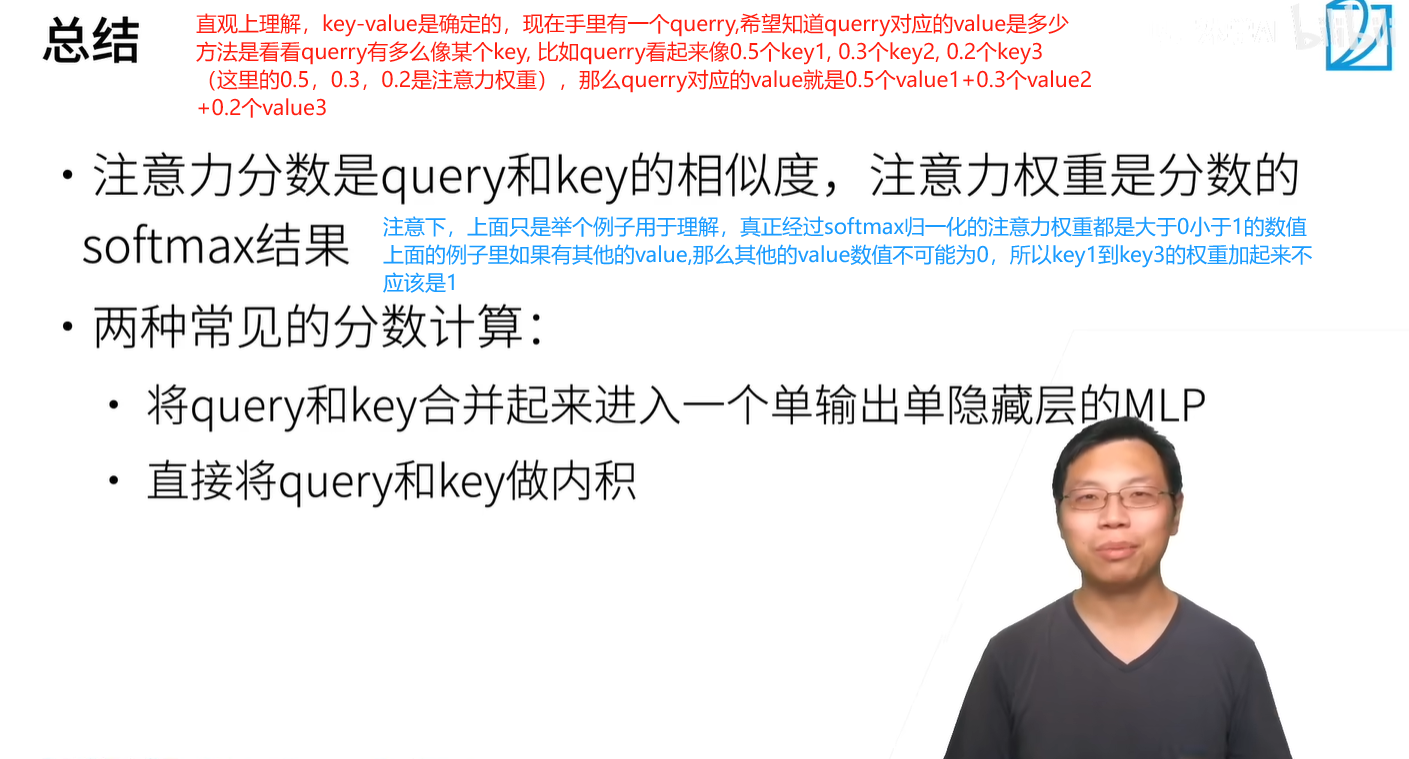 总结
直观上理解，key-value是确定的，现在手里有一个querry,希望知道querry对应的value是多少
方法是看看querry有多么像某个key, 比如querry看起来像0.5个key1, 0.3个key2, 0.2个key3
（这里的0.5，0.3，0.2是注意力权重），那么querry对应的value就是0.5个value1+0.3个value2
+0.2个value3
• 注意力分数是query和key的相似度，注意力权重是分数的
softmax结果
注意下，上面只是举个例子用于理解，真正经过softmax归一化的注意力权重都是大于0小于1的数值
上面的例子里如果有其他的value,那么其他的value数值不可能为0，所以key1到key3的权重加起来不
应该是1
• 两种常见的分数计算：
• 将query和key合并起来进入一个单输出单隐藏层的MLP
• 直接将query和key做内积